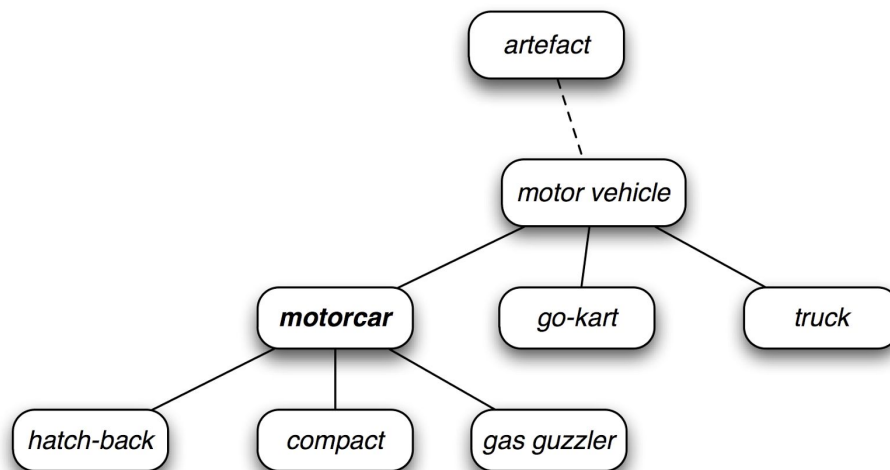 artefact
motor vehicle
motorcar
go-kart
truck
hatch-back
compact
gas guzzler